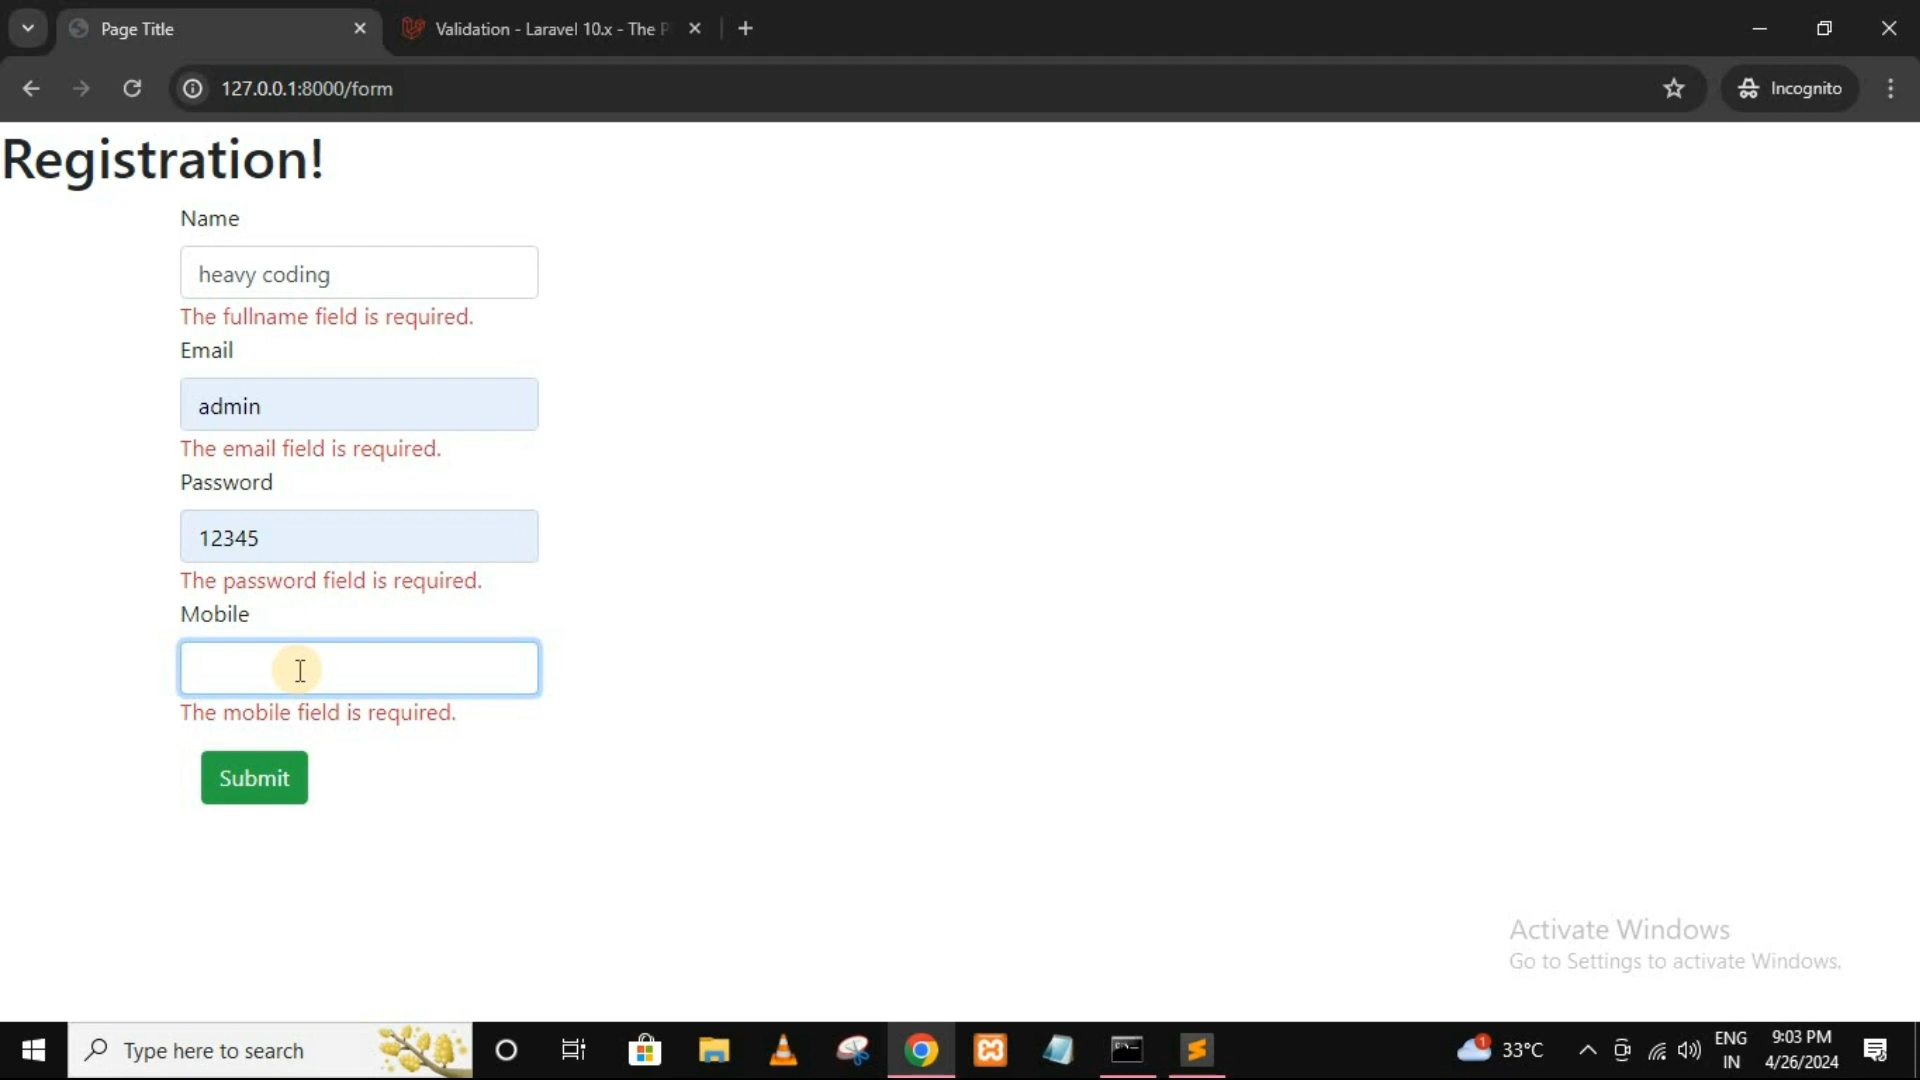 Page Title
Validation - Laravel 10.x - The P
127.0.0.1:8000/form
Incognito
Registration!
Name
heavy coding
The fullname field is required.
Email
admin
The email field is required.
Password
12345
The password field is required.
Mobile
The mobile field is required.
Submit
Activate Windows
Go to Settings to activate Windows.
Type here to search
1
33°C
ENG
IN
9:03 PM
4/26/2024